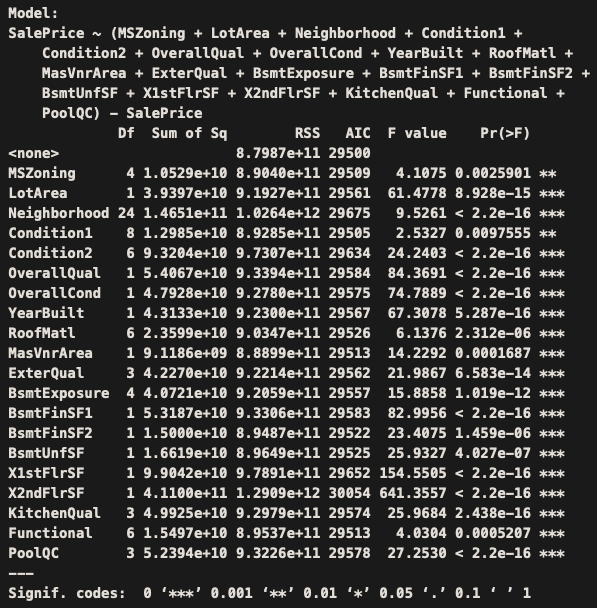 Model:
SalePrice ~ (MSZoning + LotArea + Neighborhood + Condition1 +
    Condition2 + OverallQual + OverallCond + YearBuilt + RoofMatl +
    MasVnrArea + ExterQual + BsmtExposure + BsmtFinSF1 + BsmtFinSF2 +
    BsmtUnfSF + X1stFlrSF + X2ndFlrSF + KitchenQual + Functional +
    PoolQC) - SalePrice
             Df  Sum of Sq        RSS   AIC  F value    Pr(>F)
<none>                     8.7987e+11 29500
MSZoning      4 1.0529e+10 8.9040e+11 29509   4.1075 0.0025901 **
LotArea       1 3.9397e+10 9.1927e+11 29561  61.4778 8.928e-15 ***
Neighborhood 24 1.4651e+11 1.0264e+12 29675   9.5261 < 2.2e-16 ***
Condition1    8 1.2985e+10 8.9285e+11 29505   2.5327 0.0097555 **
Condition2    6 9.3204e+10 9.7307e+11 29634  24.2403 < 2.2e-16 ***
OverallQual   1 5.4067e+10 9.3394e+11 29584  84.3691 < 2.2e-16 ***
OverallCond   1 4.7928e+10 9.2780e+11 29575  74.7889 < 2.2e-16 ***
YearBuilt     1 4.3133e+10 9.2300e+11 29567  67.3078 5.287e-16 ***
RoofMatl      6 2.3599e+10 9.0347e+11 29526   6.1376 2.312e-06 ***
MasVnrArea    1 9.1186e+09 8.8899e+11 29513  14.2292 0.0001687 ***
ExterQual     3 4.2270e+10 9.2214e+11 29562  21.9867 6.583e-14 ***
BsmtExposure  4 4.0721e+10 9.2059e+11 29557  15.8858 1.019e-12 ***
BsmtFinSF1    1 5.3187e+10 9.3306e+11 29583  82.9956 < 2.2e-16 ***
BsmtFinSF2    1 1.5000e+10 8.9487e+11 29522  23.4075 1.459e-06 ***
BsmtUnfSF     1 1.6619e+10 8.9649e+11 29525  25.9327 4.027e-07 ***
X1stFlrSF     1 9.9042e+10 9.7891e+11 29652 154.5505 < 2.2e-16 ***
X2ndFlrSF     1 4.1100e+11 1.2909e+12 30054 641.3557 < 2.2e-16 ***
KitchenQual   3 4.9925e+10 9.2979e+11 29574  25.9684 2.438e-16 ***
Functional    6 1.5497e+10 8.9537e+11 29513   4.0304 0.0005207 ***
PoolQC        3 5.2394e+10 9.3226e+11 29578  27.2530 < 2.2e-16 ***
---
Signif. codes:  0 ‘***’ 0.001 ‘**’ 0.01 ‘*’ 0.05 ‘.’ 0.1 ‘ ’ 1